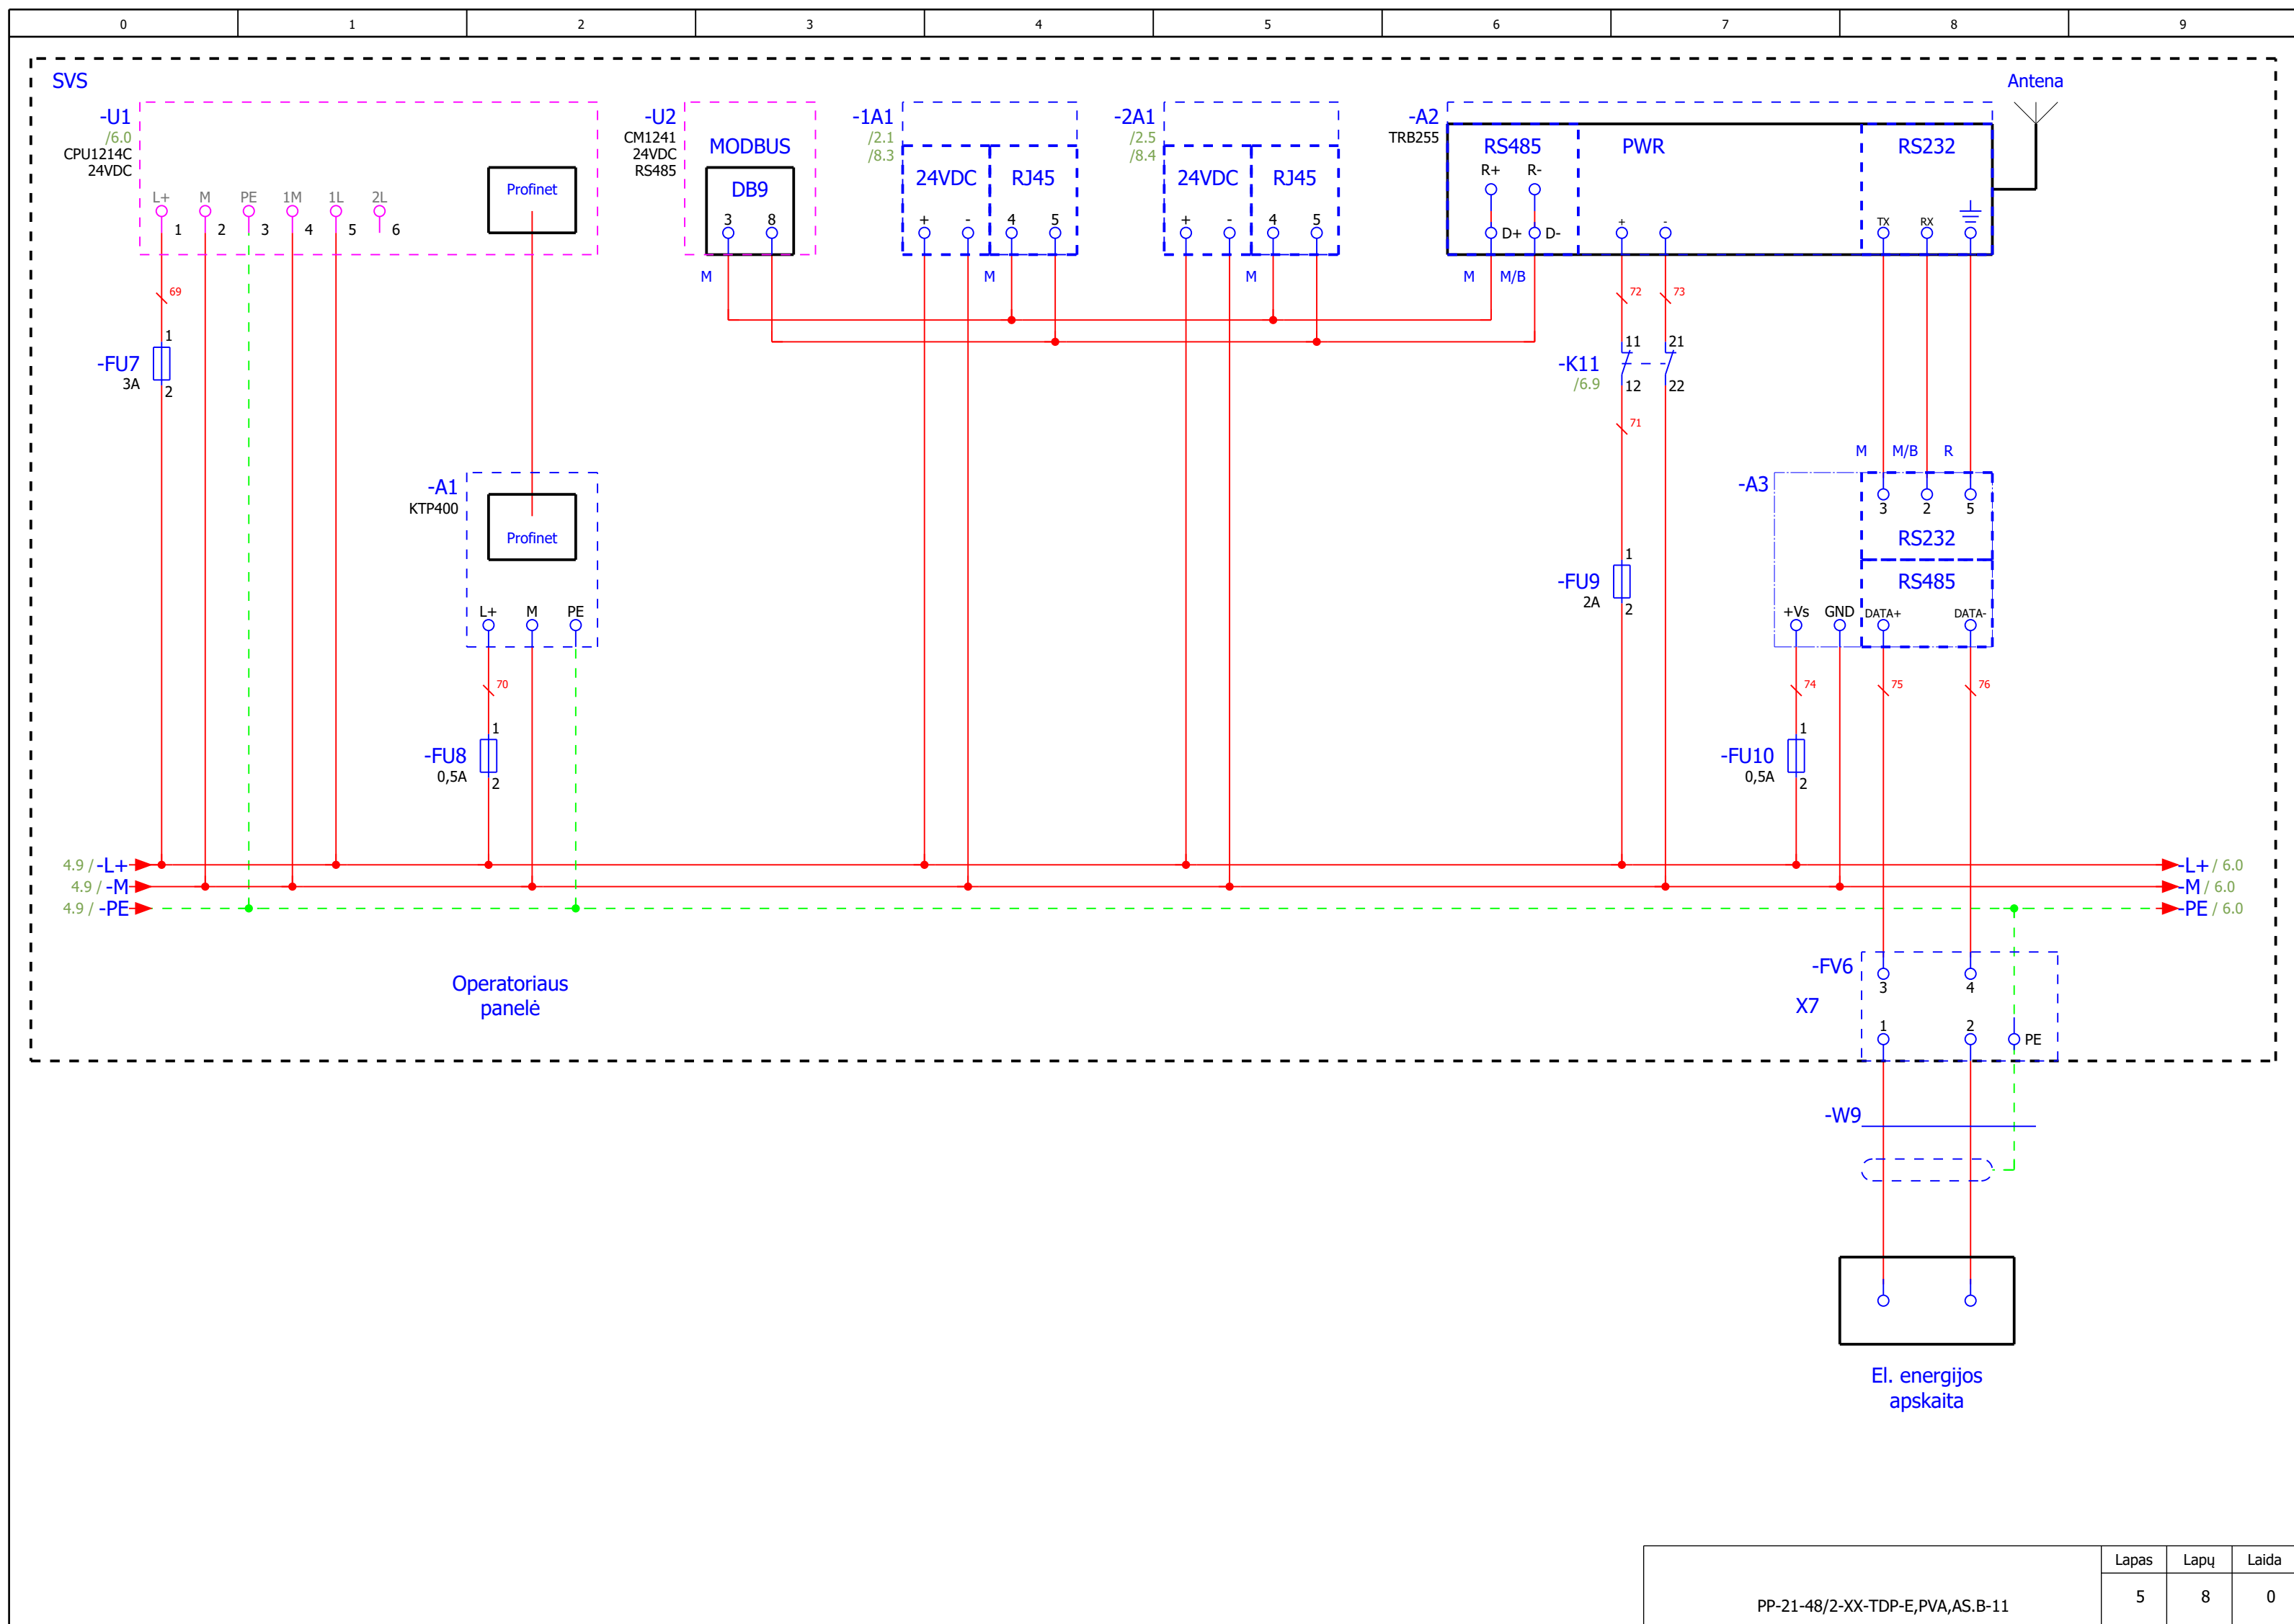 0 1 2 3 4 5 6 7 8 9
SVS
Antena
-U1
/6.0
CPU1214C
24VDC
L+ M PE 1M 1L 2L
1 2 3 4 5 6
Profinet
-U2
CM1241
24VDC
RS485
MODBUS
DB9
3 8
M
-1A1
/2.1
/8.3
24VDC RJ45
+ - 4 5
M
-2A1
/2.5
/8.4
24VDC RJ45
+ - 4 5
M
-A2
TRB255
RS485 PWR RS232
R+ R-
D+ D-
+ -
TX RX
M M/B
69
72 73
-FU7
3A
1
2
-K11
/6.9
11 21
12 22
71
-A1
KTP400
Profinet
L+ M PE
M M/B R
-A3
3 2 5
RS232
RS485
+Vs GND DATA+ DATA-
-FU9
2A
1
2
70
74 75 76
-FU8
0,5A
1
2
-FU10
0,5A
1
2
4.9 / -L+ -L+ / 6.0
4.9 / -M -M / 6.0
4.9 / -PE -PE / 6.0
Operatoriaus
panelė
-FV6
X7
3 4
1 2
PE
-W9
El. energijos
apskaita
Lapas Lapų Laida
PP-21-48/2-XX-TDP-E,PVA,AS.B-11 5 8 0